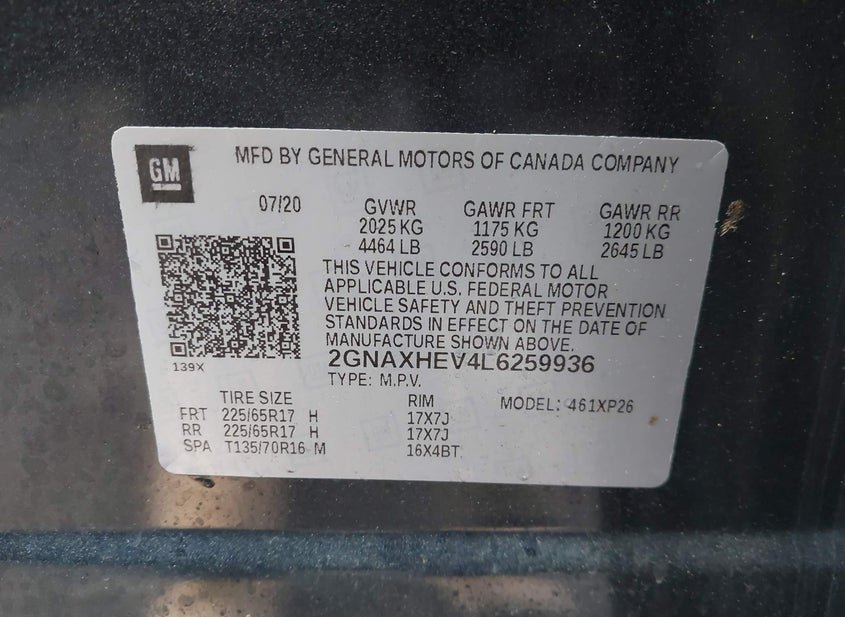 GM
MFD BY GENERAL MOTORS OF CANADA COMPANY
07/20 GVWR GAWR FRT GAWR RR
2025 KG 1175 KG 1200 KG
4464 LB 2590 LB 2645 LB
THIS VEHICLE CONFORMS TO ALL
APPLICABLE U.S. FEDERAL MOTOR
VEHICLE SAFETY AND THEFT PREVENTION
STANDARDS IN EFFECT ON THE DATE OF
MANUFACTURE SHOWN ABOVE.
139X
2GNAXHEV4L6259936
TYPE: M.P.V.
TIRE SIZE RIM MODEL: 461XP26
FRT 225/65R17 H 17X7J
RR 225/65R17 H 17X7J
SPA T135/70R16 M 16X4BT